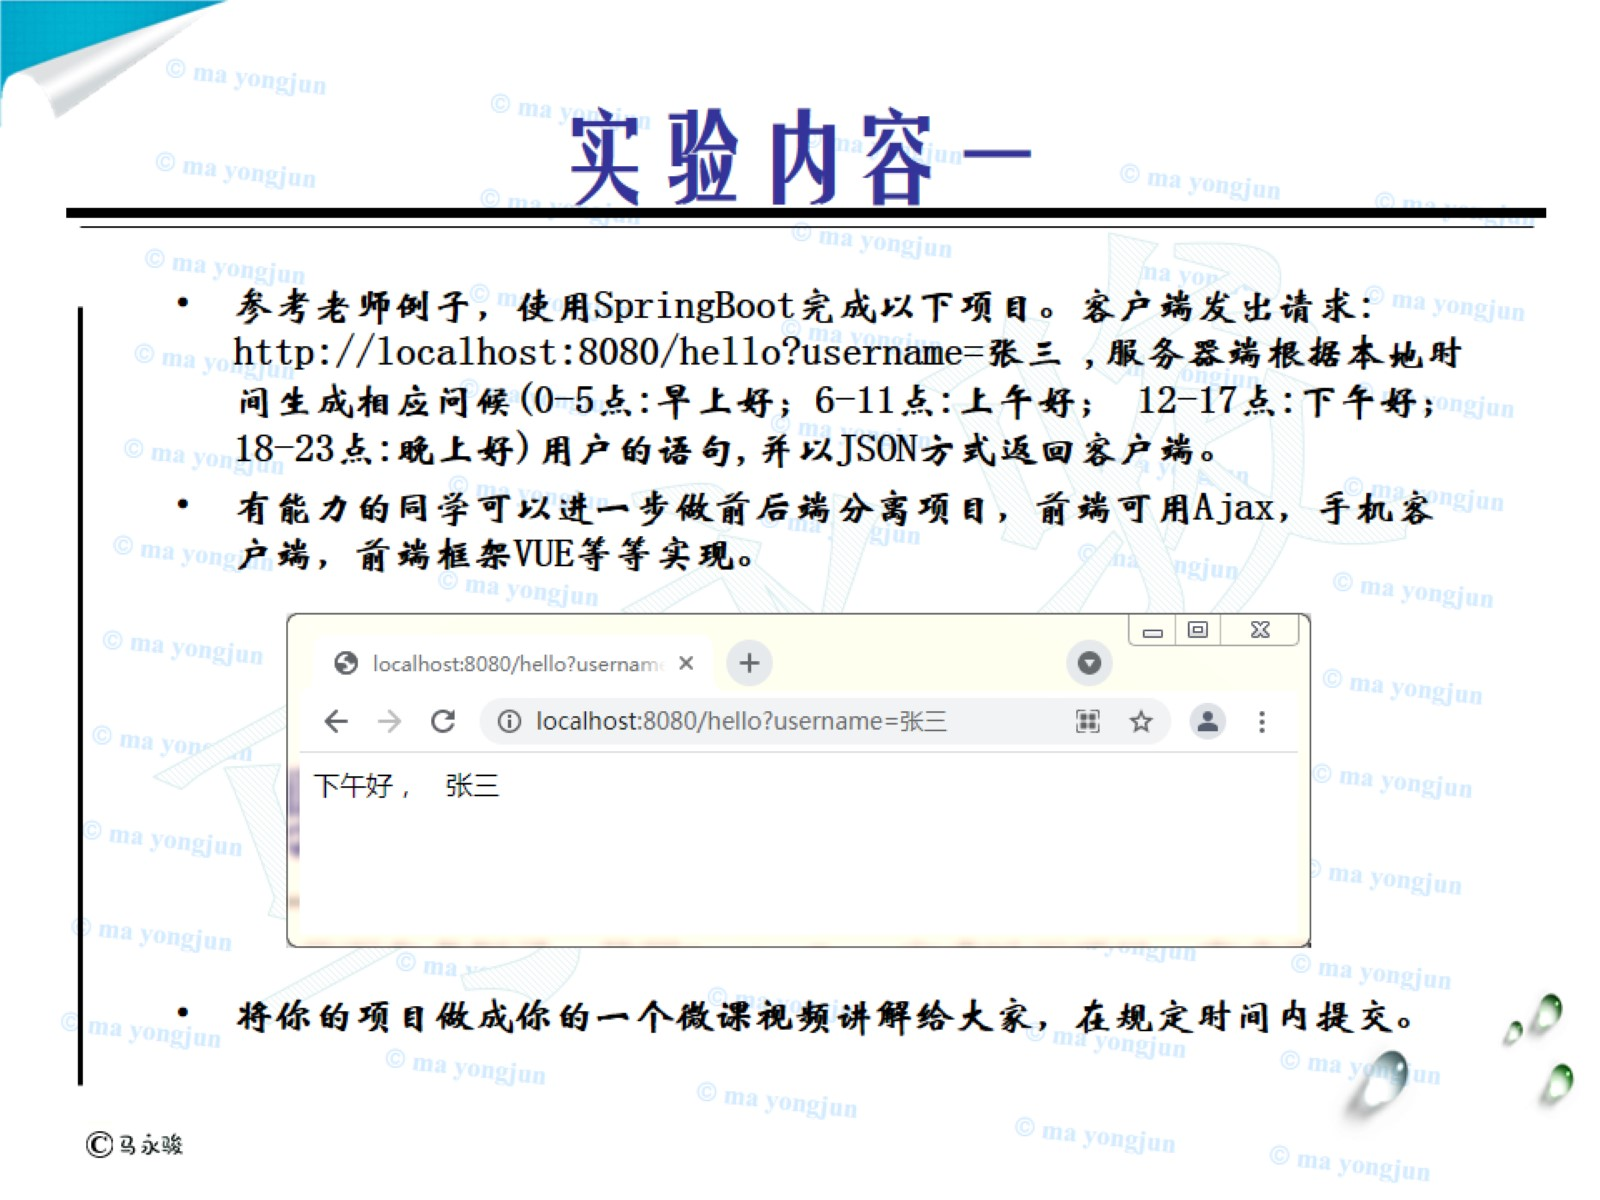 实验内容一
• 参考老师例子，使用SpringBoot完成以下项目。客户端发出请求:
http://localhost:8080/hello?username=张三 ,服务器端根据本地时
间生成相应问候(0-5点:早上好；6-11点:上午好； 12-17点:下午好；
18-23点:晚上好)用户的语句,并以JSON方式返回客户端。
• 有能力的同学可以进一步做前后端分离项目，前端可用Ajax，手机客
户端，前端框架VUE等等实现。
localhost:8080/hello?usernam
localhost:8080/hello?username=张三
下午好， 张三
• 将你的项目做成你的一个微课视频讲解给大家，在规定时间内提交。
©马永骏
© ma yongjun